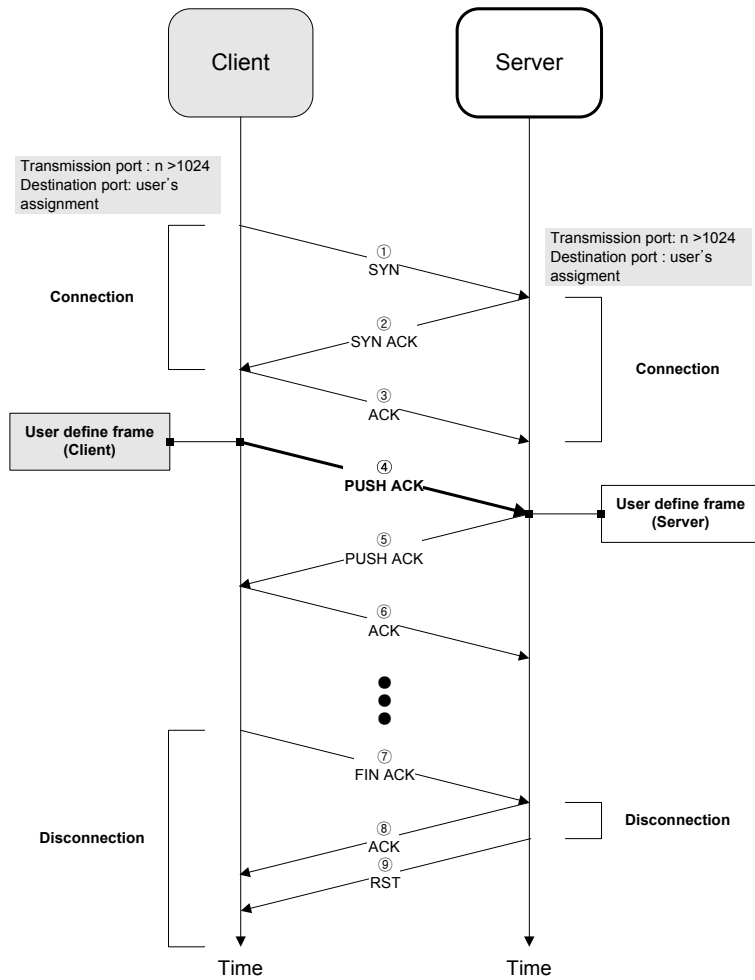 Client
Server
Transmission port : n >1024
Destination port: user's
assignment
①
SYN
Transmission port: n >1024
Destination port : user's
assigment
Connection
②
SYN ACK
Connection
③
ACK
User define frame
(Client)
④
PUSH ACK
User define frame
(Server)
⑤
PUSH ACK
⑥
ACK
⑦
FIN ACK
Disconnection
⑧
ACK
Disconnection
⑨
RST
Time
Time